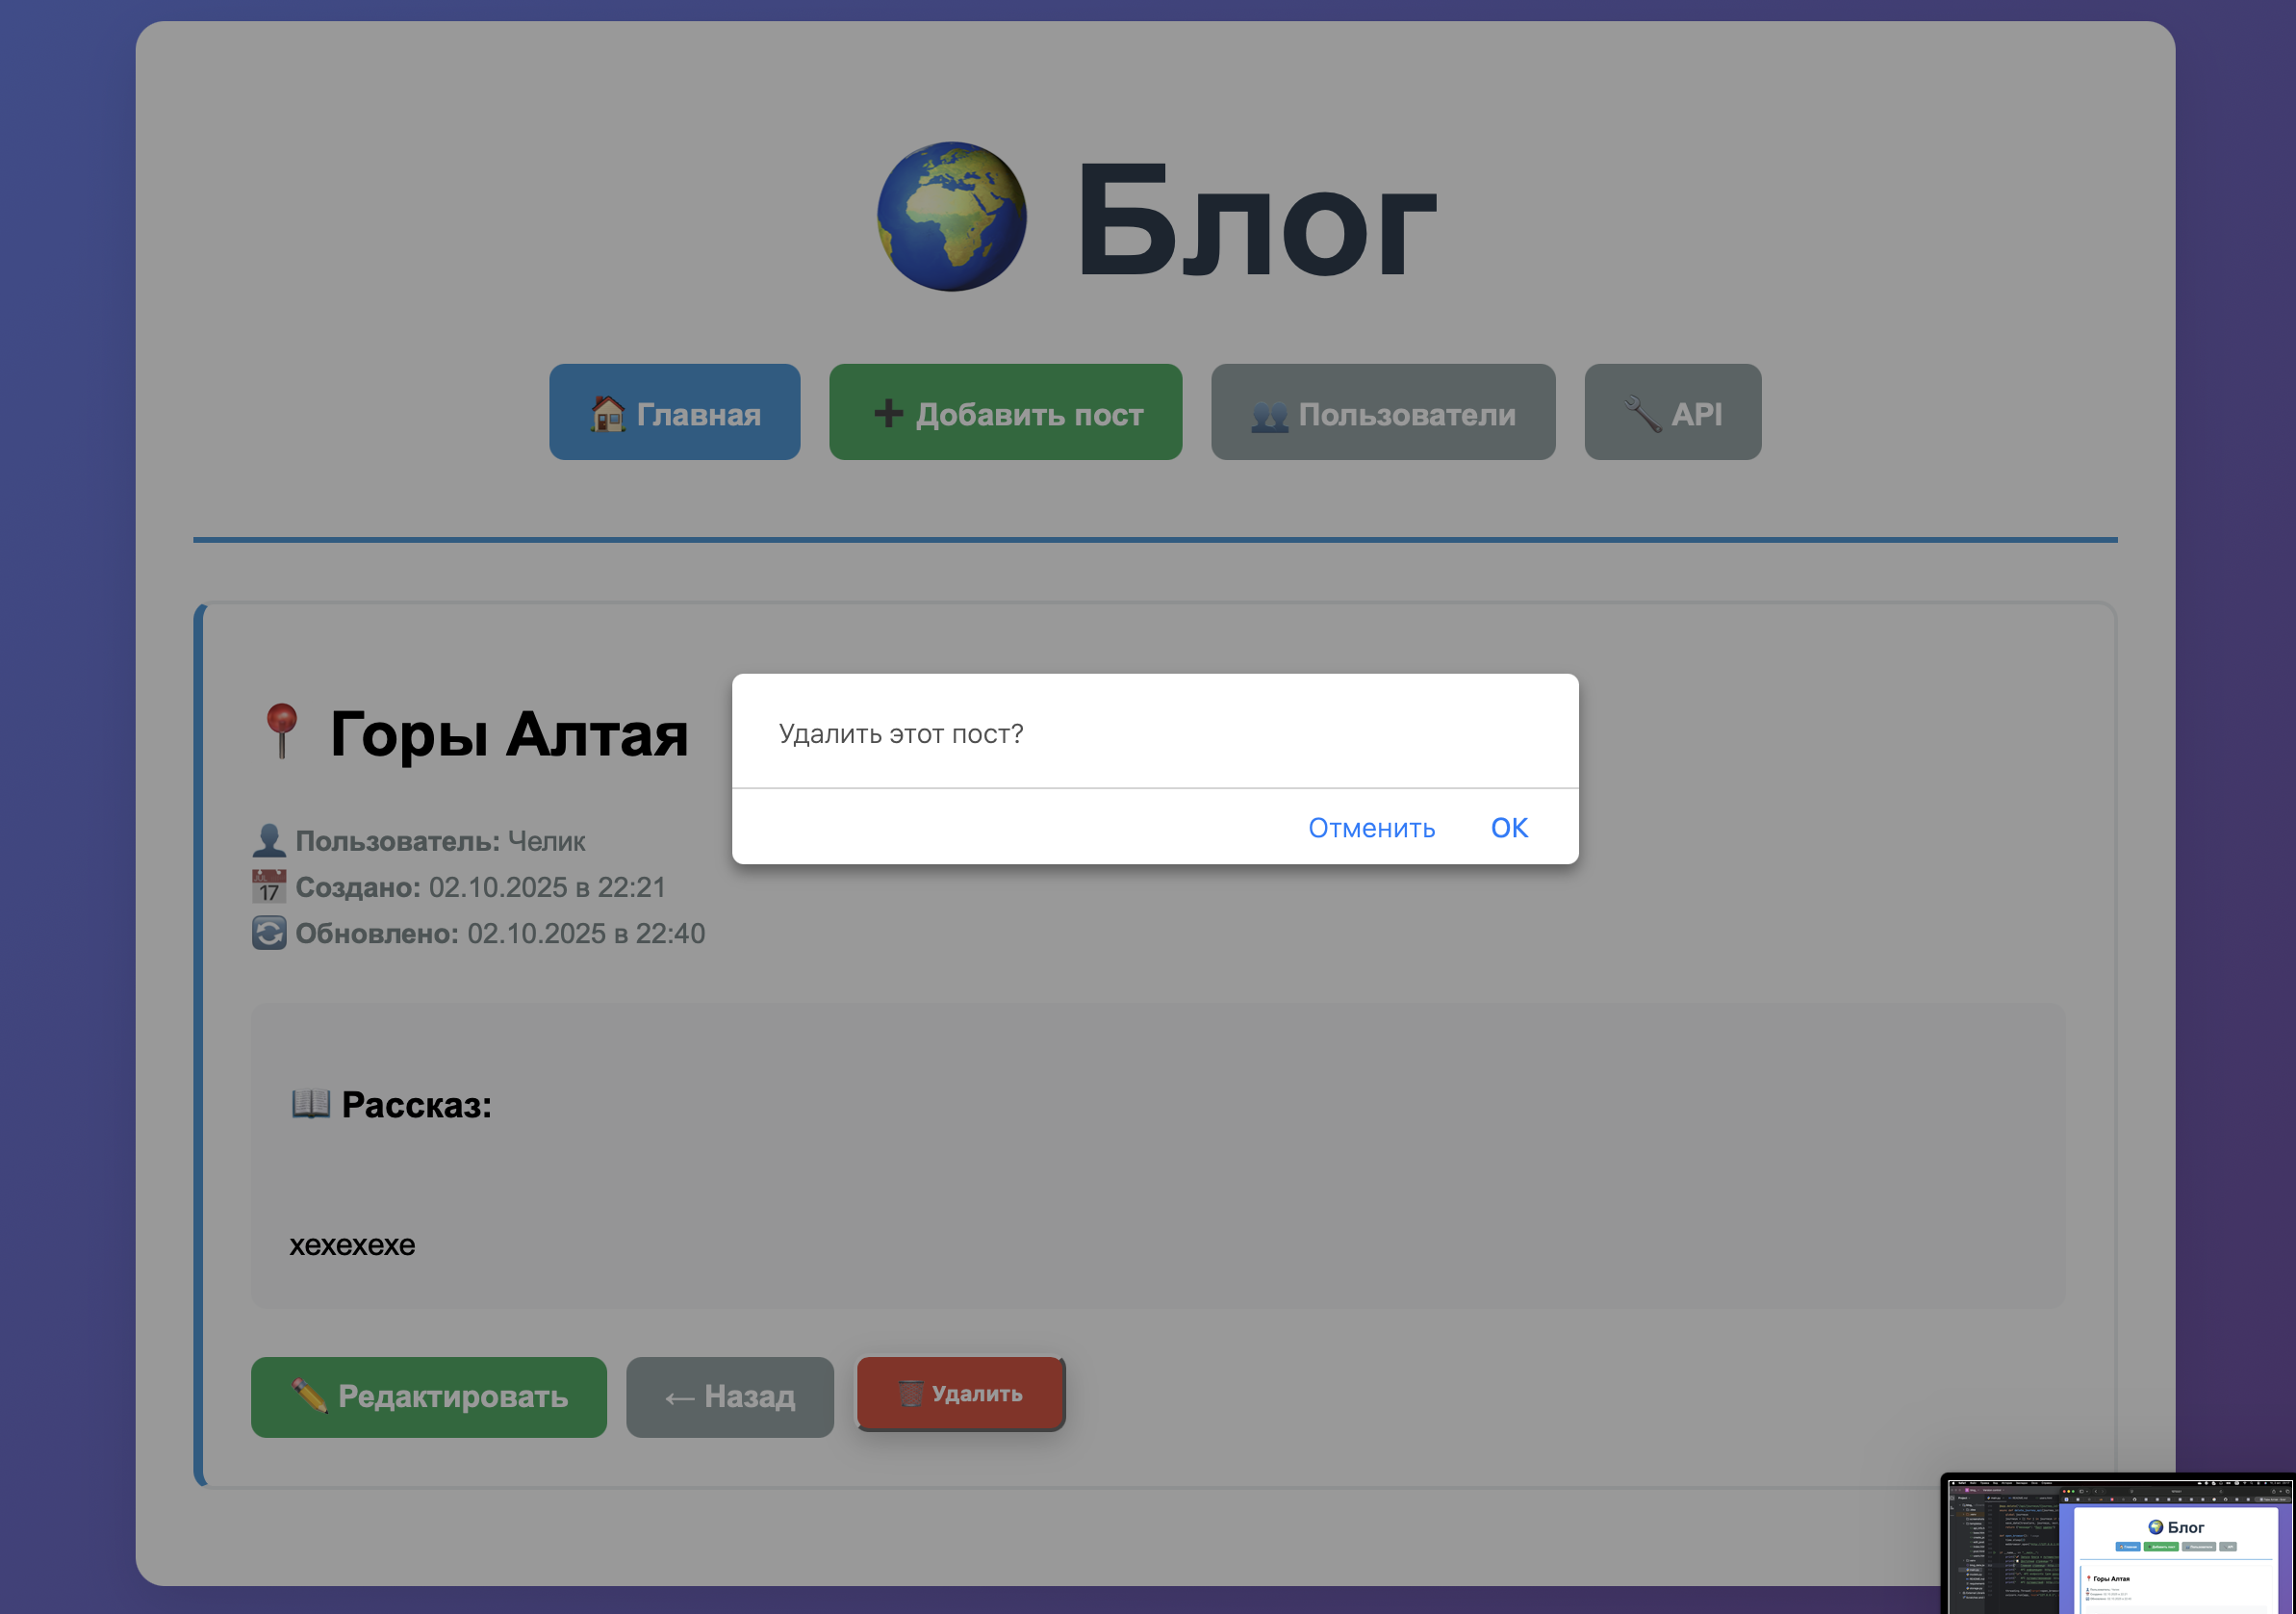 Блог
Главная
Добавить пост
Пользователи
API
Горы Алтая
Удалить этот пост?
Отменить
OK
Пользователь: Челик
Создано: 02.10.2025 в 22:21
Обновлено: 02.10.2025 в 22:40
Рассказ:
хехехехе
Редактировать
← Назад
Удалить
Блог
Горы Алтая